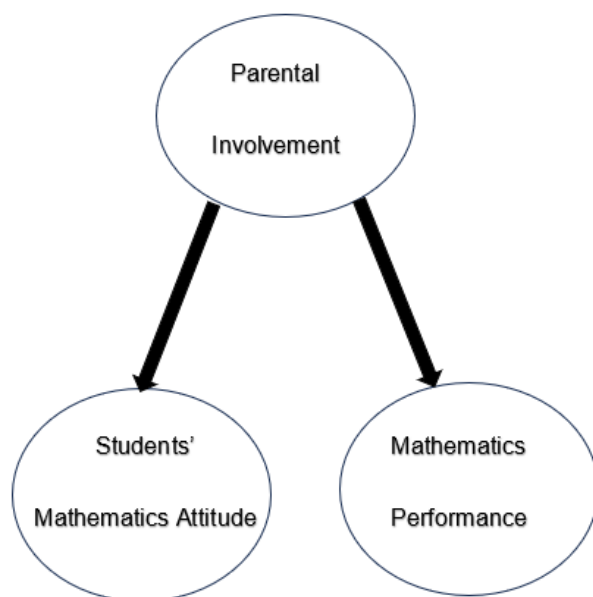 Parental
Involvement
Students’
Mathematics Attitude
Mathematics
Performance